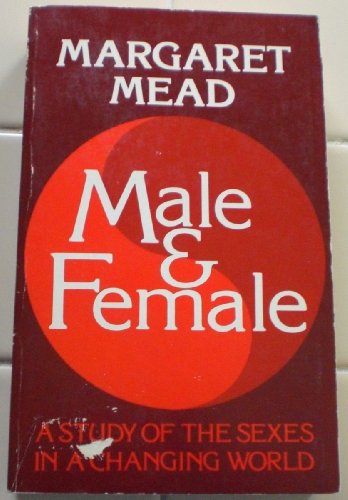 MARGARET
MEAD
Male
&
Female
A STUDY OF THE SEXES
IN A CHANGING WORLD